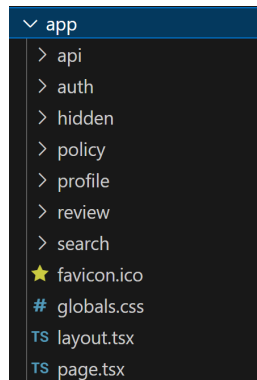 app
api
auth
hidden
policy
profile
review
search
favicon.ico
# globals.css
TS layout.tsx
TS page.tsx